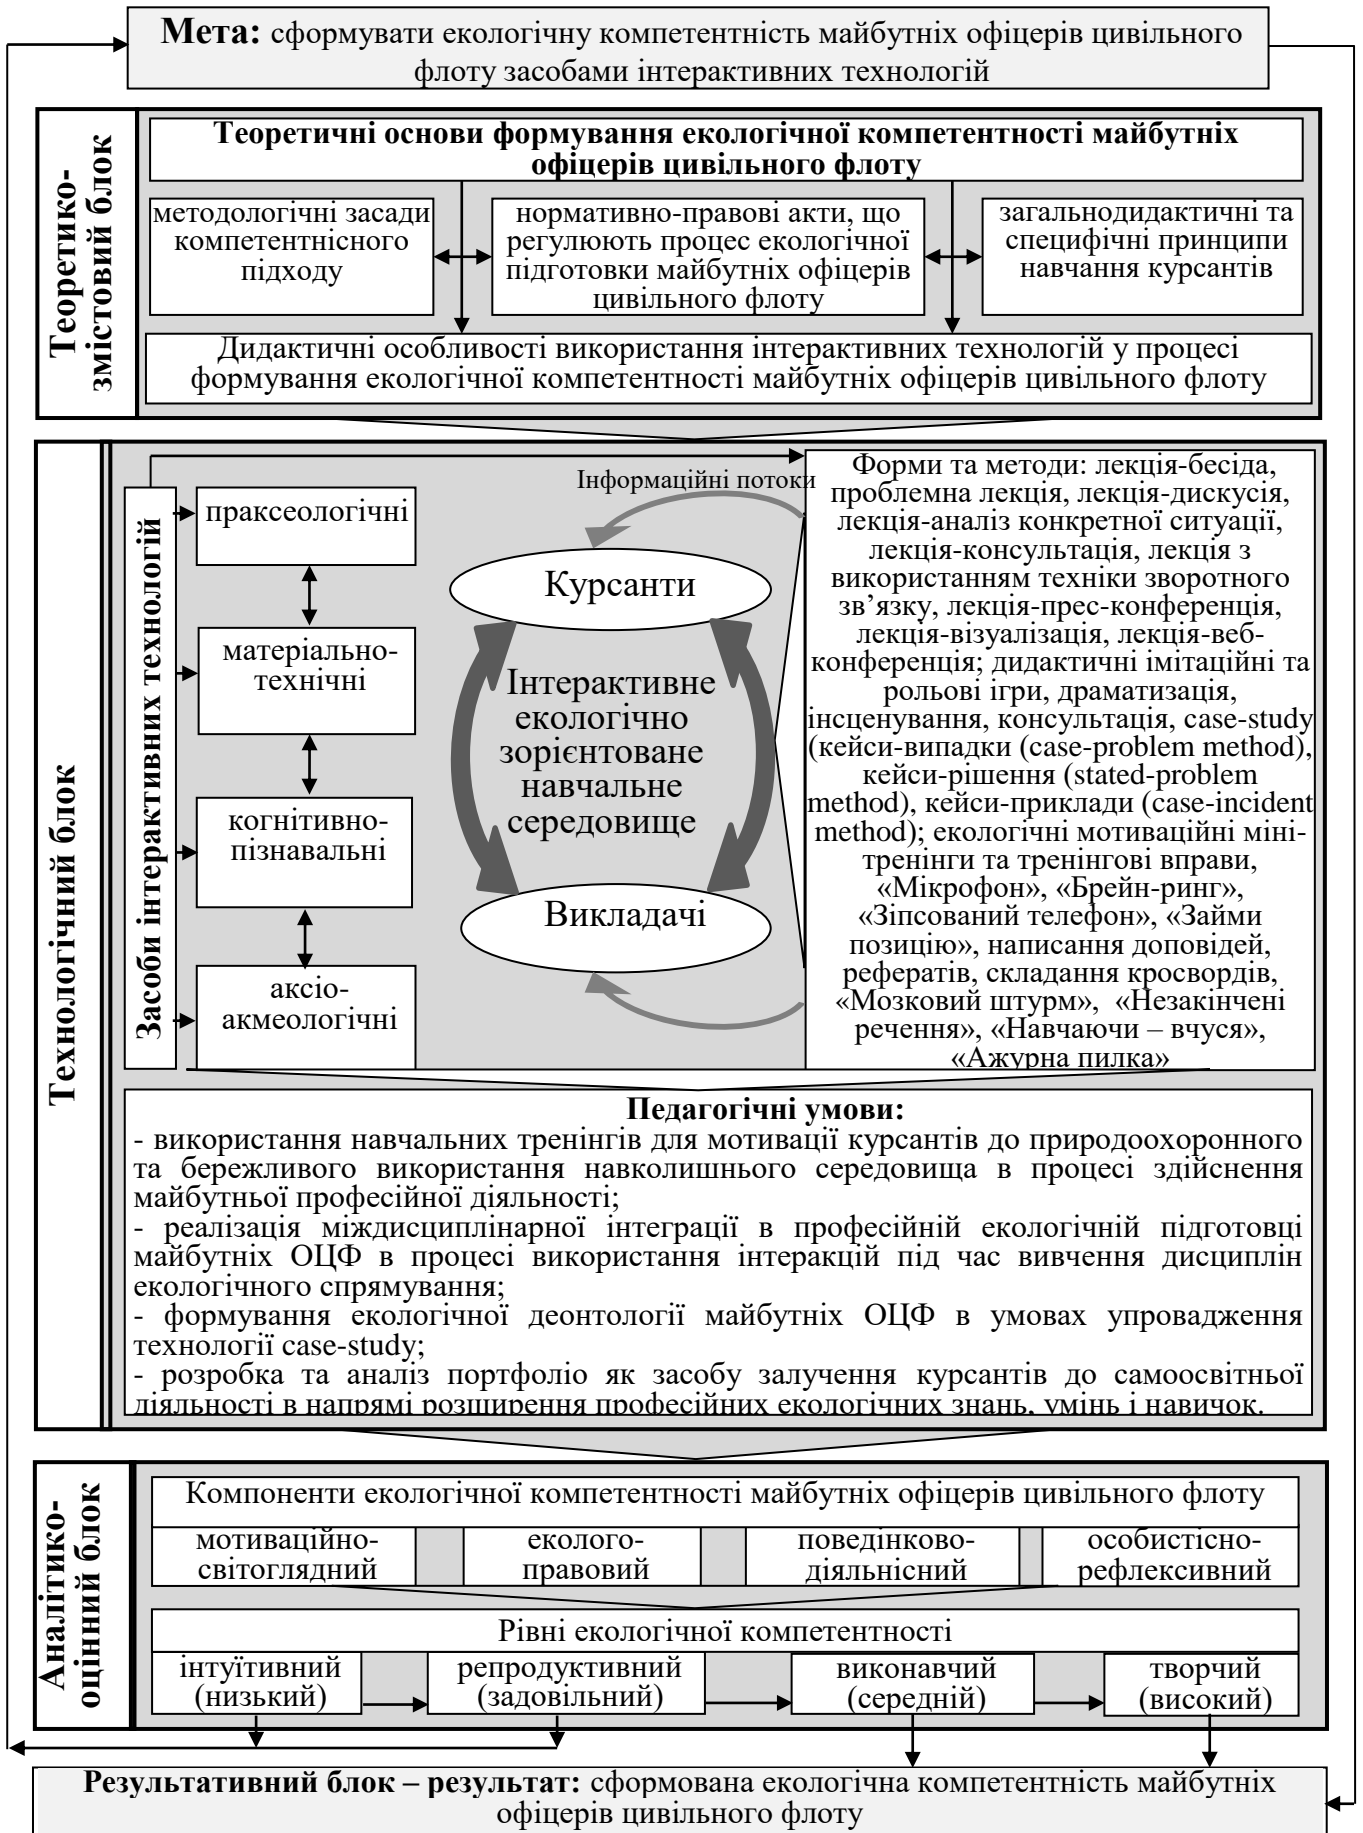 Мета: сформувати екологічну компетентність майбутніх офіцерів цивільного
флоту засобами інтерактивних технологій
Теоретико-
змістовий блок
Теоретичні основи формування екологічної компетентності майбутніх
офіцерів цивільного флоту
методологічні засади
компетентнісного
підходу
нормативно-правові акти, що
регулюють процес екологічної
підготовки майбутніх офіцерів
цивільного флоту
загальнодидактичні та
специфічні принципи
навчання курсантів
Дидактичні особливості використання інтерактивних технологій у процесі
формування екологічної компетентності майбутніх офіцерів цивільного флоту
Технологічний блок
Засоби інтерактивних технологій
праксеологічні
матеріально-
технічні
когнітивно-
пізнавальні
аксіо-
акмеологічні
Інформаційні потоки
Курсанти
Інтерактивне
екологічно
зорієнтоване
навчальне
середовище
Викладачі
Форми та методи: лекція-бесіда,
проблемна лекція, лекція-дискусія,
лекція-аналіз конкретної ситуації,
лекція-консультація, лекція з
використанням техніки зворотного
зв’язку, лекція-прес-конференція,
лекція-візуалізація, лекція-веб-
конференція; дидактичні імітаційні та
рольові ігри, драматизація,
інсценування, консультація, case-study
(кейси-випадки (case-problem method),
кейси-рішення (stated-problem
method), кейси-приклади (case-incident
method); екологічні мотиваційні міні-
тренінги та тренінгові вправи,
«Мікрофон», «Брейн-ринг»,
«Зіпсований телефон», «Займи
позицію», написання доповідей,
рефератів, складання кросвордів,
«Мозковий штурм», «Незакінчені
речення», «Навчаючи – вчуся»,
«Ажурна пилка»
Педагогічні умови:
- використання навчальних тренінгів для мотивації курсантів до природоохоронного
та бережливого використання навколишнього середовища в процесі здійснення
майбутньої професійної діяльності;
- реалізація міждисциплінарної інтеграції в професійній екологічній підготовці
майбутніх ОЦФ в процесі використання інтеракцій під час вивчення дисциплін
екологічного спрямування;
- формування екологічної деонтології майбутніх ОЦФ в умовах упровадження
технології case-study;
- розробка та аналіз портфоліо як засобу залучення курсантів до самоосвітньої
діяльності в напрямі розширення професійних екологічних знань, умінь і навичок.
Аналітико-
оцінний блок
Компоненти екологічної компетентності майбутніх офіцерів цивільного флоту
мотиваційно-
світоглядний
еколого-
правовий
поведінково-
діяльнісний
особистісно-
рефлексивний
Рівні екологічної компетентності
інтуїтивний
(низький)
репродуктивний
(задовільний)
виконавчий
(середній)
творчий
(високий)
Результативний блок – результат: сформована екологічна компетентність майбутніх
офіцерів цивільного флоту